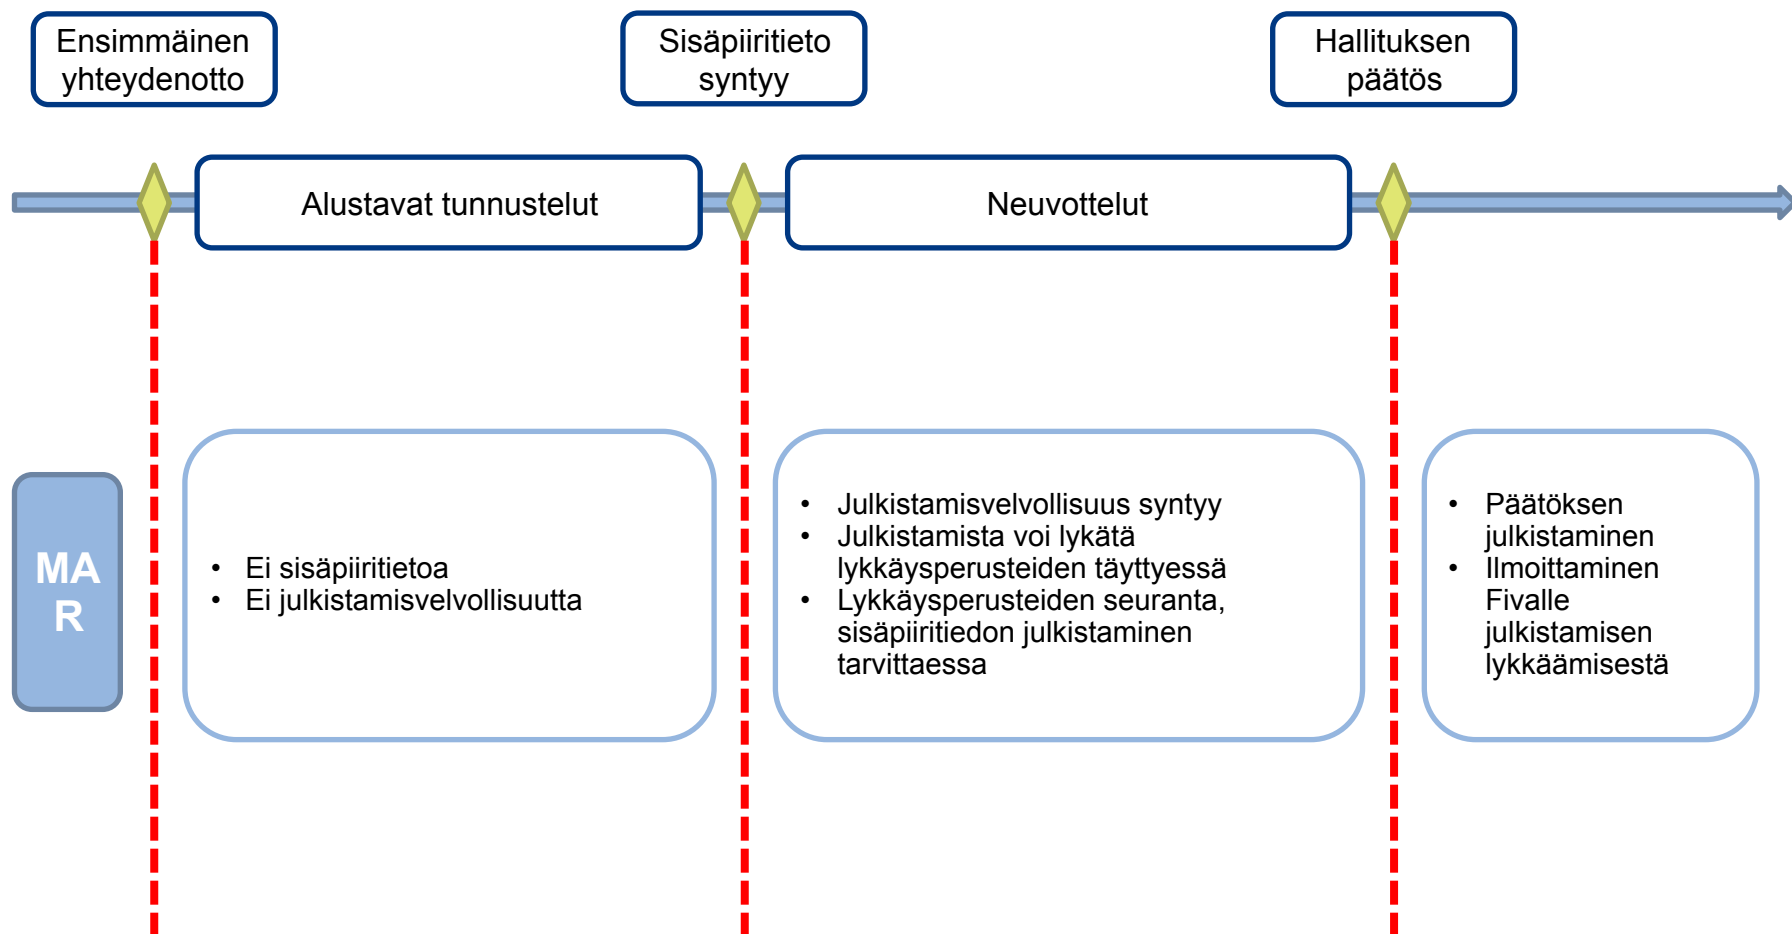 Ensimmäinen
yhteydenotto
Sisäpiiritieto
syntyy
Hallituksen
päätös
Alustavat tunnustelut
Neuvottelut
MA
R
• Ei sisäpiiritietoa
• Ei julkistamisvelvollisuutta
• Julkistamisvelvollisuus syntyy
• Julkistamista voi lykätä
lykkäysperusteiden täyttyessä
• Lykkäysperusteiden seuranta,
sisäpiiritiedon julkistaminen
tarvittaessa
• Päätöksen
julkistaminen
• Ilmoittaminen
Fivalle
julkistamisen
lykkäämisestä